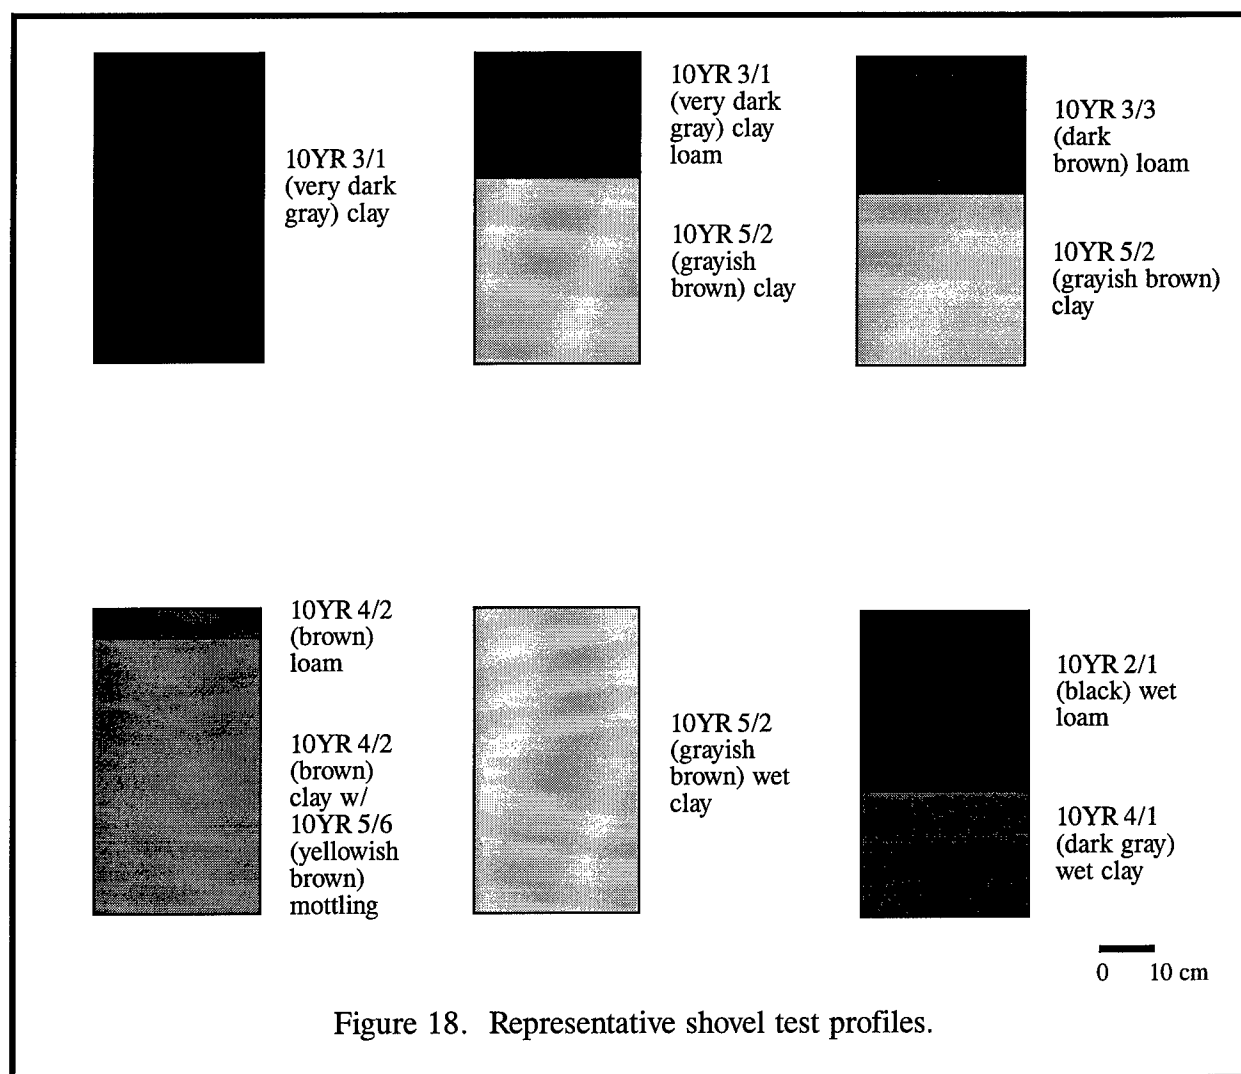 10YR 3/1
(very dark
gray) clay
10YR 3/1
(very dark
gray) clay
loam
10YR 5/2
(grayish
brown) clay
10YR 3/3
(dark
brown) loam
10YR 5/2
(grayish brown)
clay
10YR 4/2
(brown)
loam
10YR 4/2
(brown)
clay w/
10YR 5/6
(yellowish
brown)
mottling
10YR 5/2
(grayish
brown) wet
clay
10YR 2/1
(black) wet
loam
10YR 4/1
(dark gray)
wet clay
0 10 cm
Figure 18. Representative shovel test profiles.